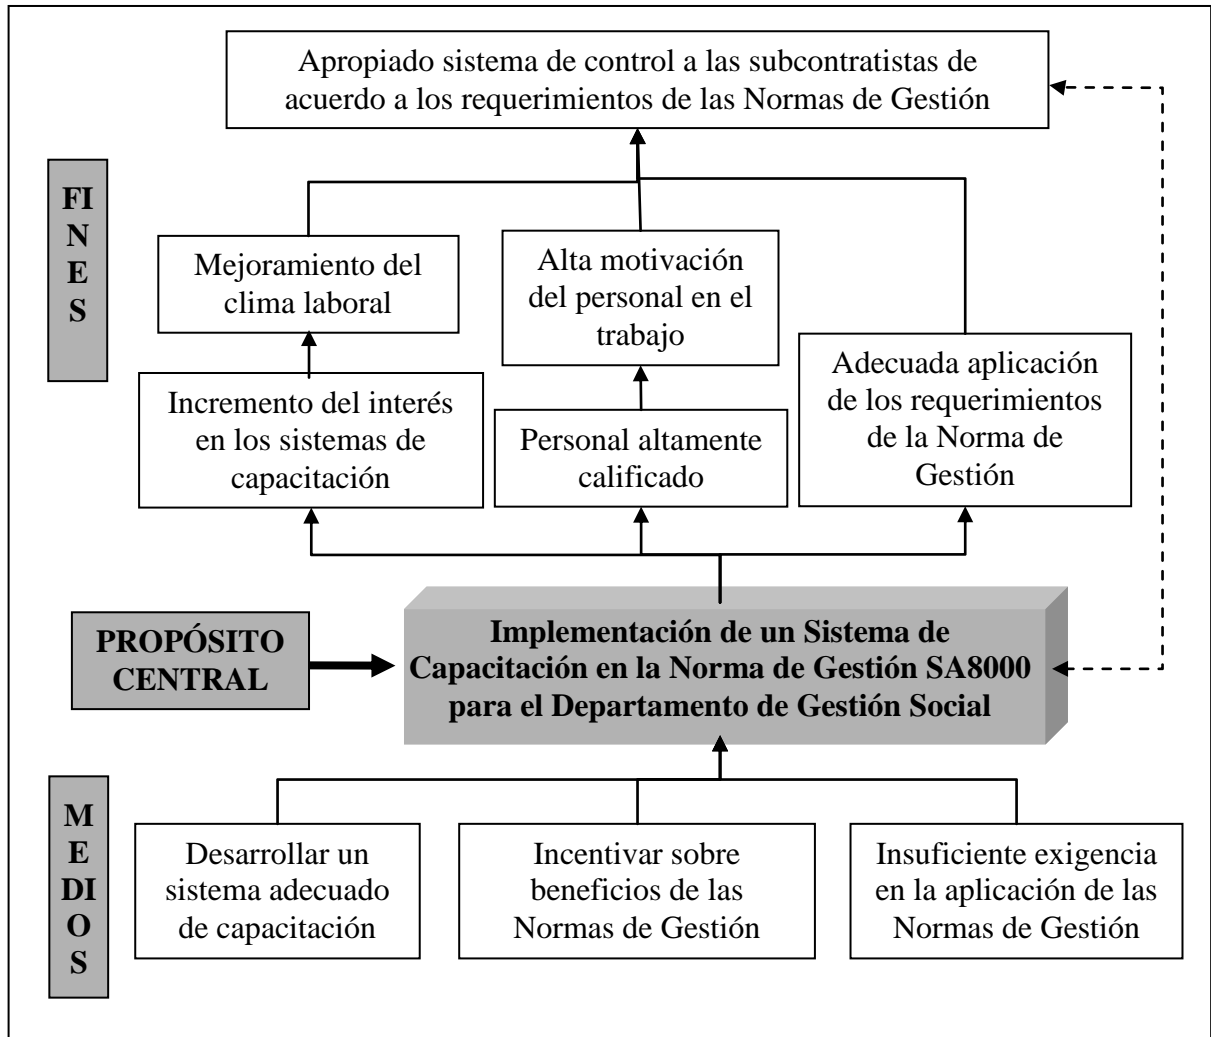 Apropiado sistema de control a las subcontratistas de
acuerdo a los requerimientos de las Normas de Gestión
FI
N
E
S
Mejoramiento del
clima laboral
Alta motivación
del personal en el
trabajo
Adecuada aplicación
de los requerimientos
de la Norma de
Gestión
Incremento del interés
en los sistemas de
capacitación
Personal altamente
calificado
PROPÓSITO
CENTRAL
Implementación de un Sistema de
Capacitación en la Norma de Gestión SA8000
para el Departamento de Gestión Social
M
E
DI
O
S
Desarrollar un
sistema adecuado
de capacitación
Incentivar sobre
beneficios de las
Normas de Gestión
Insuficiente exigencia
en la aplicación de las
Normas de Gestión